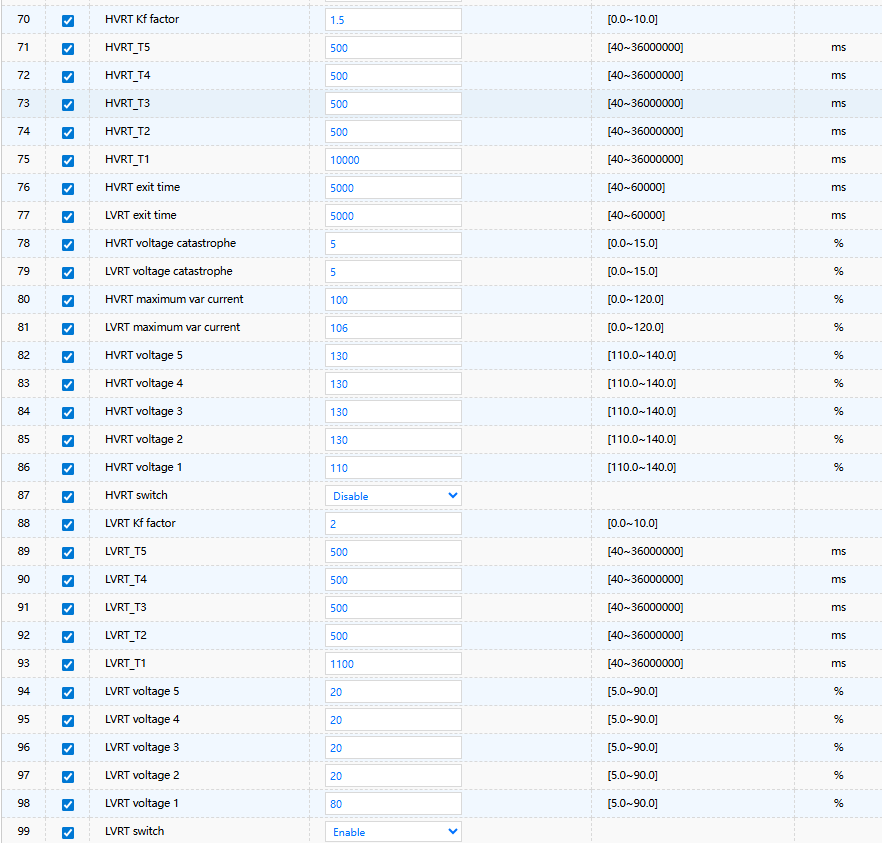 70 HVRT Kf factor 1.5 [0.0~10.0]
71 HVRT_T5 500 [40~36000000] ms
72 HVRT_T4 500 [40~36000000] ms
73 HVRT_T3 500 [40~36000000] ms
74 HVRT_T2 500 [40~36000000] ms
75 HVRT_T1 10000 [40~36000000] ms
76 HVRT exit time 5000 [40~60000] ms
77 LVRT exit time 5000 [40~60000] ms
78 HVRT voltage catastrophe 5 [0.0~15.0] %
79 LVRT voltage catastrophe 5 [0.0~15.0] %
80 HVRT maximum var current 100 [0.0~120.0] %
81 LVRT maximum var current 106 [0.0~120.0] %
82 HVRT voltage 5 130 [110.0~140.0] %
83 HVRT voltage 4 130 [110.0~140.0] %
84 HVRT voltage 3 130 [110.0~140.0] %
85 HVRT voltage 2 130 [110.0~140.0] %
86 HVRT voltage 1 110 [110.0~140.0] %
87 HVRT switch Disable
88 LVRT Kf factor 2 [0.0~10.0]
89 LVRT_T5 500 [40~36000000] ms
90 LVRT_T4 500 [40~36000000] ms
91 LVRT_T3 500 [40~36000000] ms
92 LVRT_T2 500 [40~36000000] ms
93 LVRT_T1 1100 [40~36000000] ms
94 LVRT voltage 5 20 [5.0~90.0] %
95 LVRT voltage 4 20 [5.0~90.0] %
96 LVRT voltage 3 20 [5.0~90.0] %
97 LVRT voltage 2 20 [5.0~90.0] %
98 LVRT voltage 1 80 [5.0~90.0] %
99 LVRT switch Enable